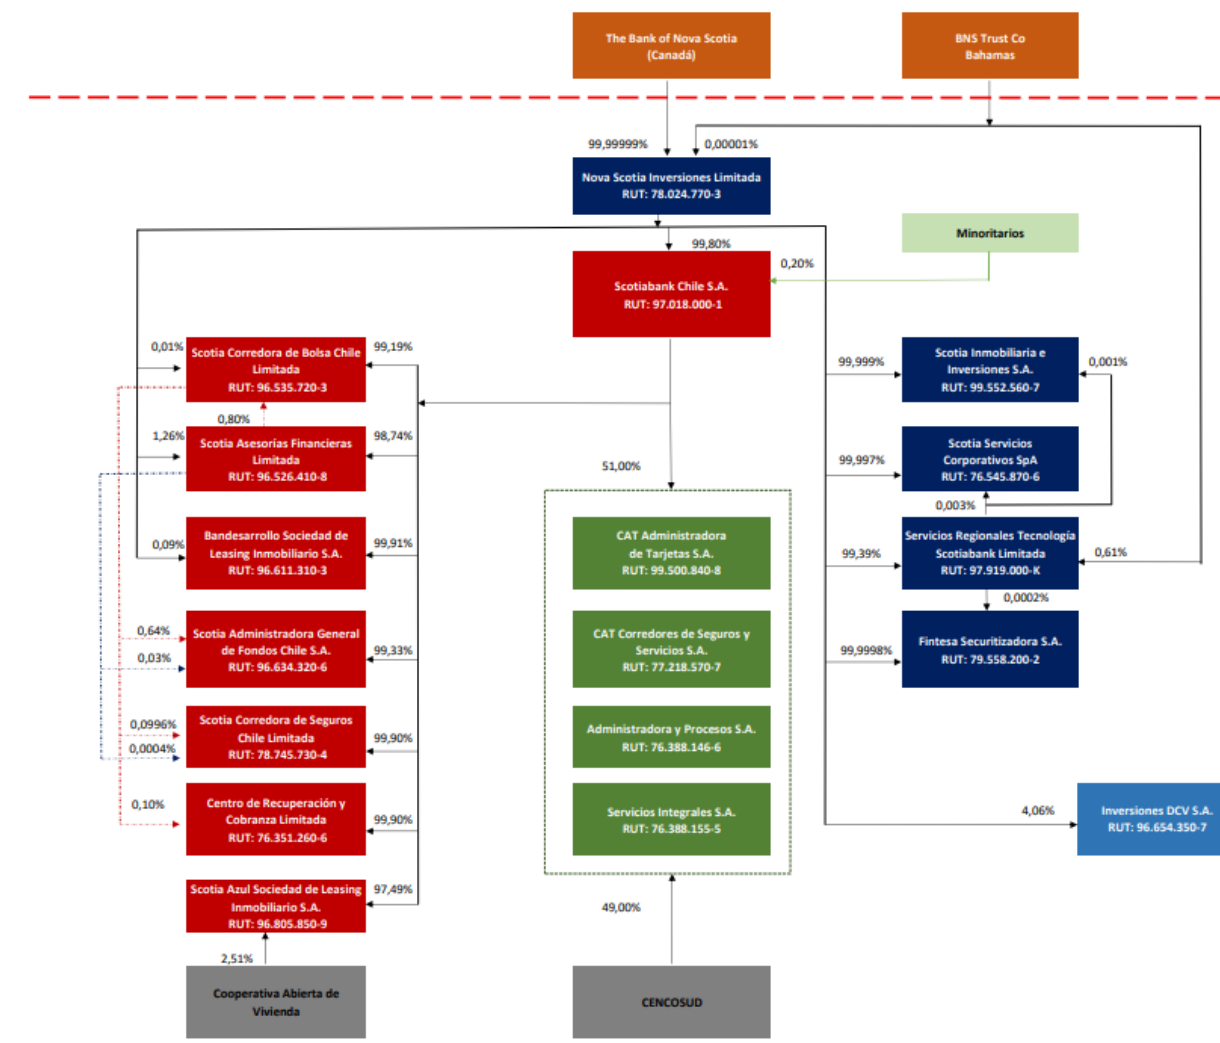 The Bank of Nova Scotia
(Canadá)
BNS Trust Co
Bahamas
99,99999%
0,00001%
Nova Scotia Inversiones Limitada
RUT: 78.024.770-3
Minoritarios
99,80%
0,20%
Scotiabank Chile S.A.
RUT: 97.018.000-1
0,01%
Scotia Corredora de Bolsa Chile
Limitada
RUT: 96.535.720-3
99,19%
99,999%
Scotia Inmobiliaria e
Inversiones S.A.
RUT: 99.552.560-7
0,001%
0,80%
1,26%
Scotia Asesorías Financieras
Limitada
RUT: 96.526.410-8
98,74%
51,00%
99,997%
Scotia Servicios
Corporativos SpA
RUT: 76.545.870-6
0,003%
0,09%
Bandesarrollo Sociedad de
Leasing Inmobiliario S.A.
RUT: 96.611.310-3
99,91%
CAT Administradora
de Tarjetas S.A.
RUT: 99.500.840-8
99,39%
Servicios Regionales Tecnología
Scotiabank Limitada
RUT: 97.919.000-K
0,61%
0,0002%
0,64%
0,03%
Scotia Administradora General
de Fondos Chile S.A.
RUT: 96.634.320-6
99,33%
CAT Corredores de Seguros y
Servicios S.A.
RUT: 77.218.570-7
99,9998%
Fintesa Securitizadora S.A.
RUT: 79.558.200-2
0,0996%
0,0004%
Scotia Corredora de Seguros
Chile Limitada
RUT: 78.745.730-4
99,90%
Administradora y Procesos S.A.
RUT: 76.388.146-6
0,10%
Centro de Recuperación y
Cobranza Limitada
RUT: 76.351.260-6
99,90%
Servicios Integrales S.A.
RUT: 76.388.155-5
4,06%
Inversiones DCV S.A.
RUT: 96.654.350-7
Scotia Azul Sociedad de Leasing
Inmobiliario S.A.
RUT: 96.805.850-9
97,49%
49,00%
2,51%
Cooperativa Abierta de
Vivienda
CENCOSUD